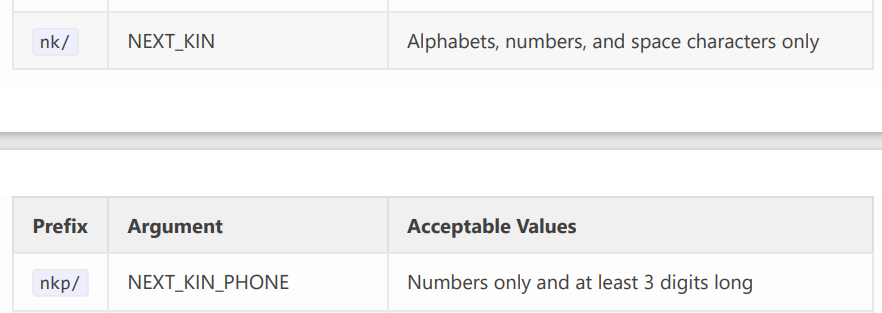 nk/ NEXT_KIN Alphabets, numbers, and space characters only
Prefix Argument Acceptable Values
nkp/ NEXT_KIN_PHONE Numbers only and at least 3 digits long